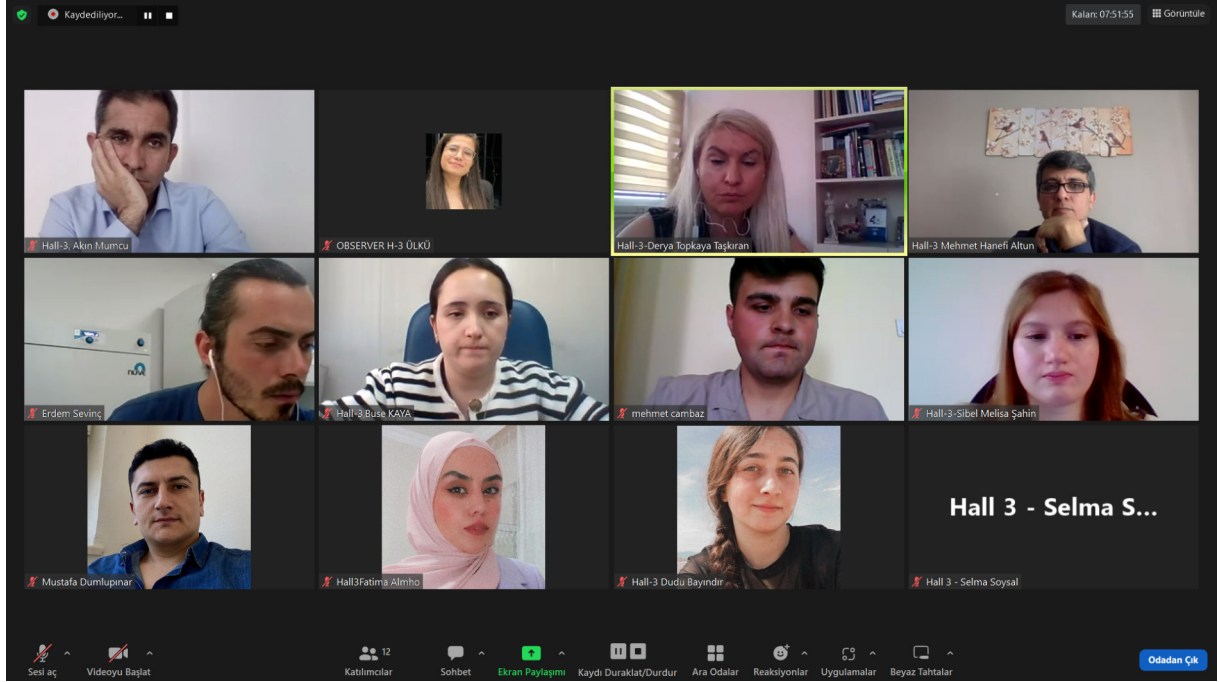 Kaydediliyor...
Kalan: 07:51:55 Görüntüle
Hall-3, Akın Mumcu
OBSERVER H-3 ÜLKÜ
Hall-3-Derya Topkaya Taşkıran
Hall-3 Mehmet Hanefi Altun
nüve
Erdem Sevinç
Hall-3 Buse KAYA
mehmet cambaz
Hall-3-Sibel Melisa Şahin
Mustafa Dumlupınar
Hall3Fatima Almho
Hall-3 Dudu Bayındır
Hall 3 - Selma S...
Hall 3 - Selma Soysal
12
Sesi aç Videoyu Başlat Katılımcılar Sohbet Ekran Paylaşımı Kaydı Duraklat/Durdur Ara Odalar Reaksiyonlar Uygulamalar Beyaz Tahtalar
Odadan Çık